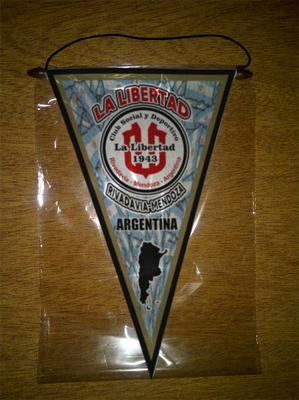 LA LIBERTAD
Club Social y Deportivo
La Libertad
1943
Rivadavia - Mendoza - Argentina
RIVADAVIA-MENDOZA
ARGENTINA